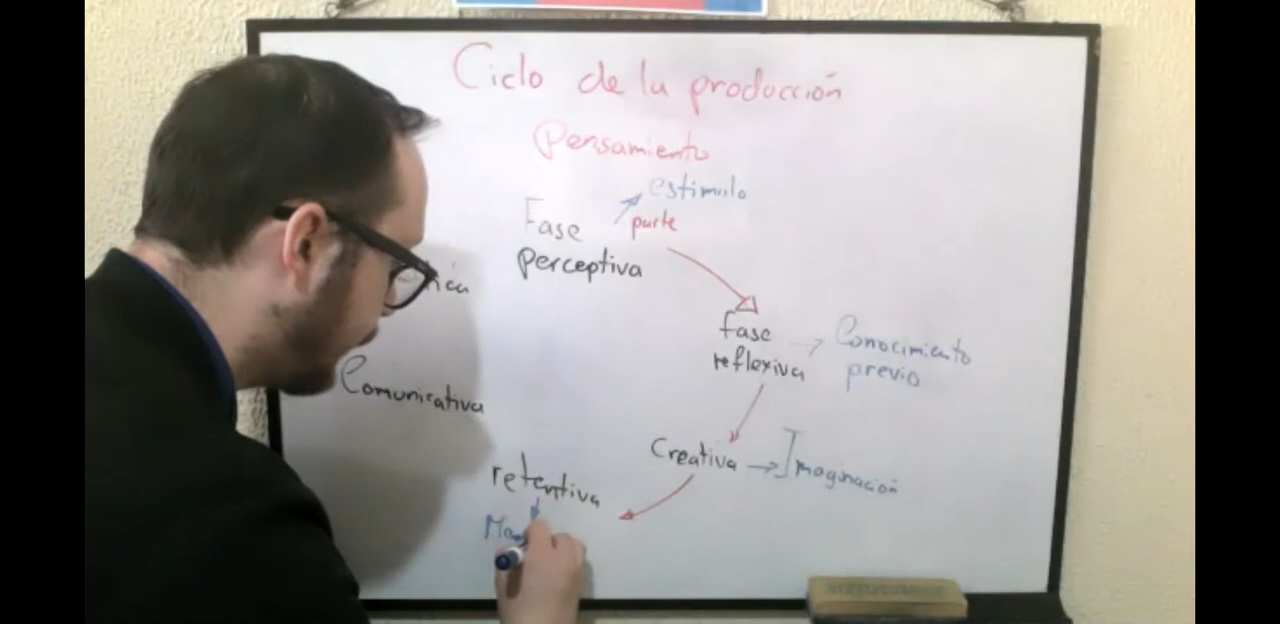 Ciclo de la producción
Pensamiento
estimulo
Fase
parte
perceptiva
fase
reflexiva
Conocimiento
previo
Comunicativa
Creativa
Imaginación
retentiva